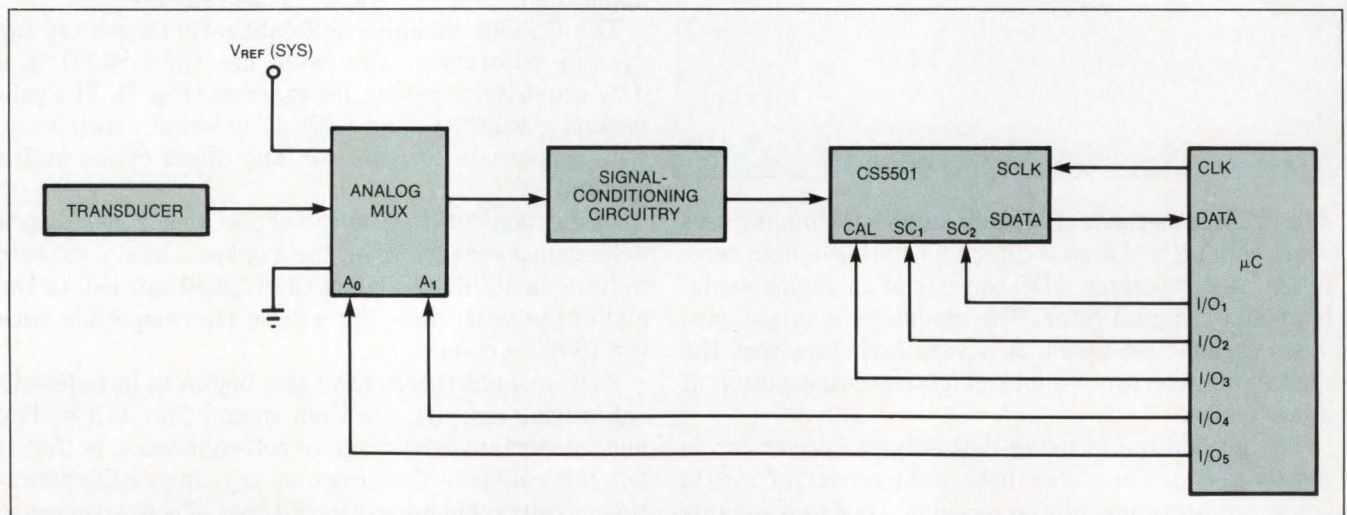 VREF (SYS)
TRANSDUCER
ANALOG
MUX
A0 A1
SIGNAL-
CONDITIONING
CIRCUITRY
CS5501
SCLK
SDATA
CAL SC1 SC2
CLK
DATA
µC
I/O1
I/O2
I/O3
I/O4
I/O5